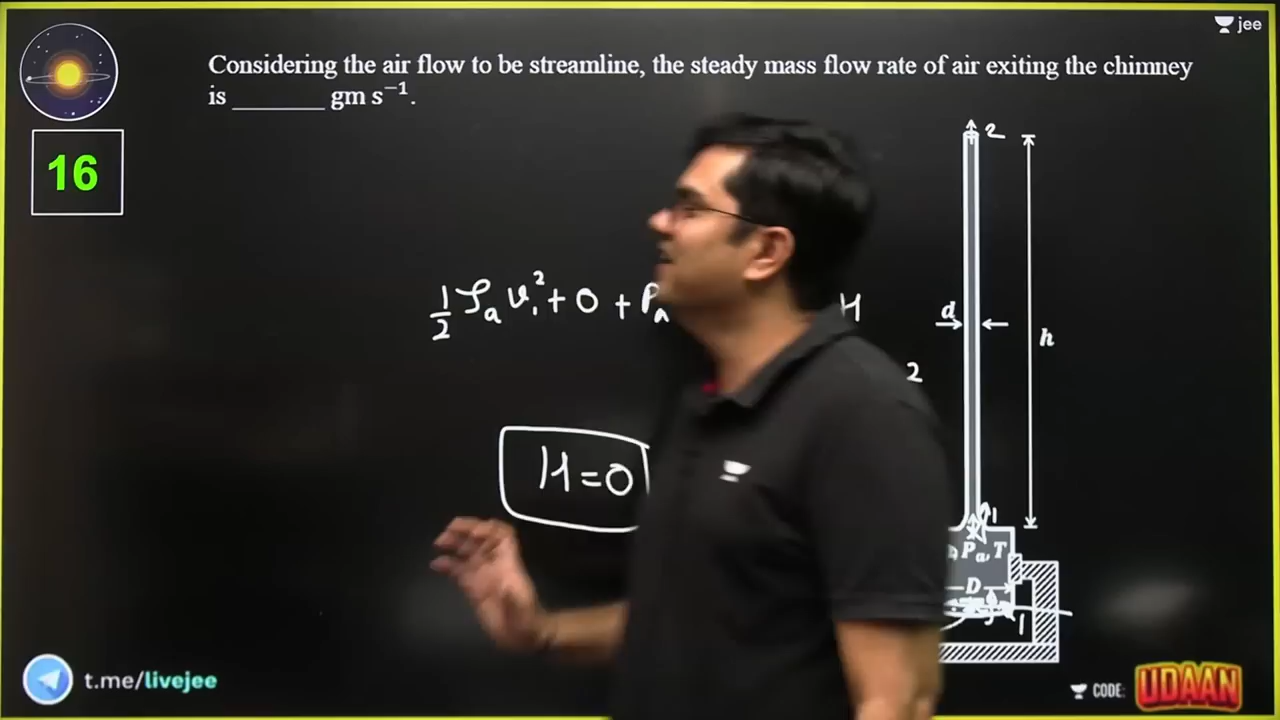 jee
Considering the air flow to be streamline, the steady mass flow rate of air exiting the chimney
is ________ gm s⁻¹.
16
2
d
h
½ ρₐ v₁² + 0 + Pₐ
H
2
H = 0
1
Pₐ, T
D
1
t.me/livejee
CODE: UDAAN